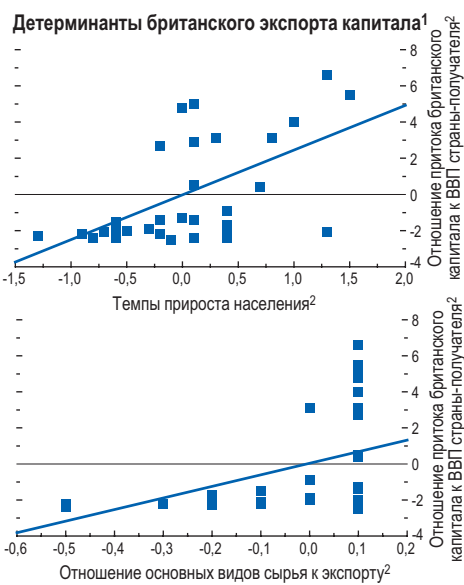 Детерминанты британского экспорта капитала1
8
6
4
2
0
-2
-4
-1,5 -1,0 -0,5 0,0 0,5 1,0 1,5 2,0
Темпы прироста населения2
Отношение притока британского
капитала к ВВП страны-получателя2
8
6
4
2
0
-2
-4
-0,6 -0,5 -0,4 -0,3 -0,2 -0,1 0,0 0,1 0,2
Отношение основных видов сырья к экспорту2
Отношение притока британского
капитала к ВВП страны-получателя2